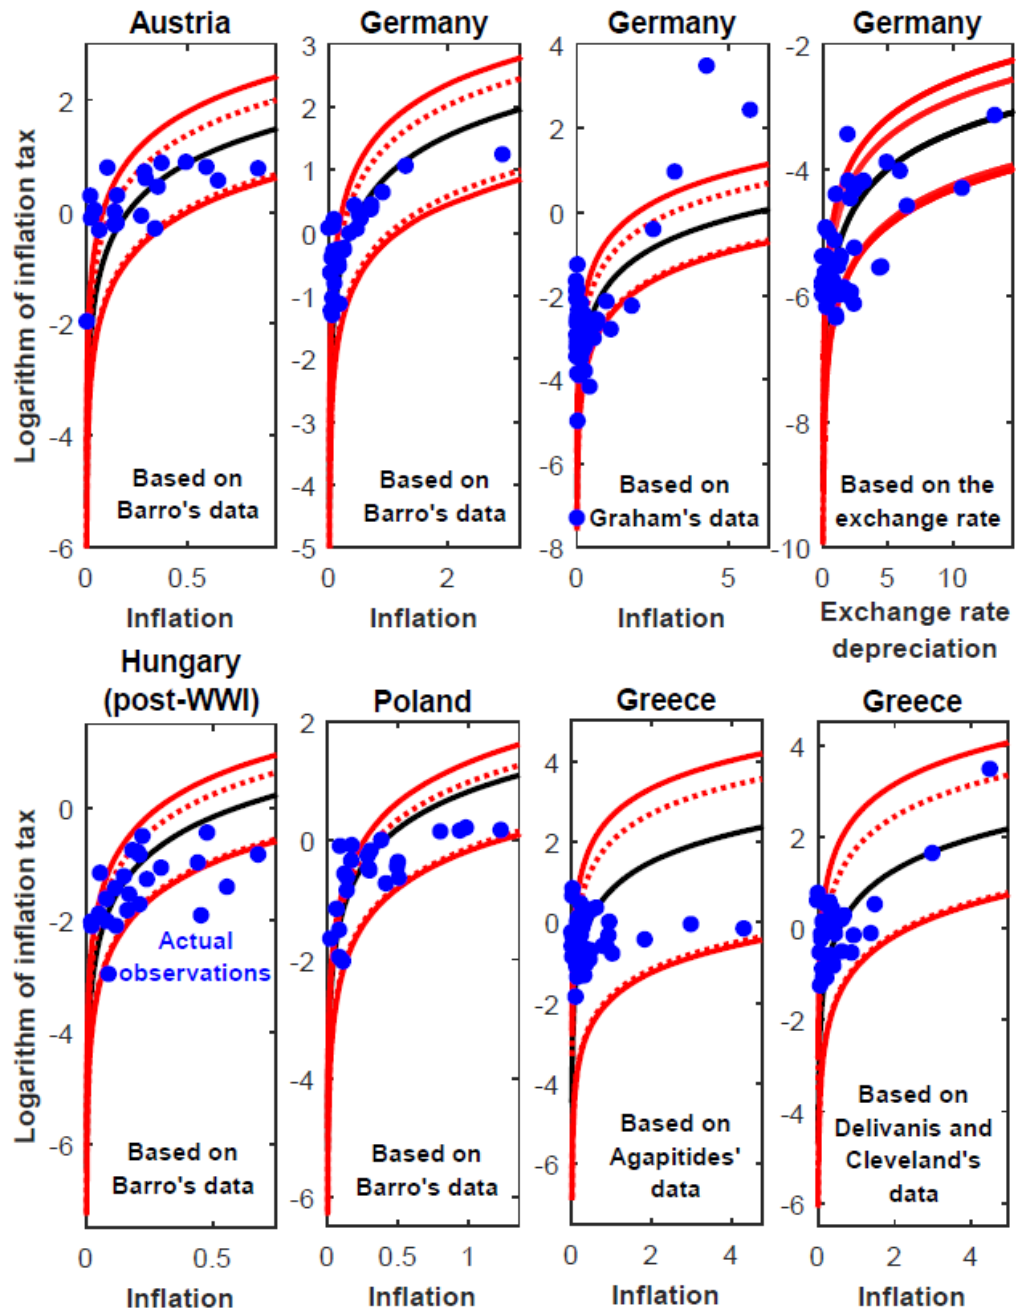 Austria
Germany
Germany
Germany
Logarithm of inflation tax
2
0
-2
-4
-6
0
0.5
Based on
Barro's data
Inflation
3
2
1
0
-1
-2
-3
-4
-5
0
2
Based on
Barro's data
Inflation
4
2
0
-2
-4
-6
-8
0
5
Based on
Graham's data
Inflation
-2
-4
-6
-8
-10
0
5
10
Based on the
exchange rate
Exchange rate
depreciation
Hungary
(post-WWI)
Poland
Greece
Greece
Logarithm of inflation tax
0
-2
-4
-6
0
0.5
Actual
observations
Based on
Barro's data
Inflation
2
0
-2
-4
-6
0
0.5
1
Based on
Barro's data
Inflation
4
2
0
-2
-4
-6
0
2
4
Based on
Agapitides'
data
Inflation
4
2
0
-2
-4
-6
0
2
4
Based on
Delivanis and
Cleveland's
data
Inflation